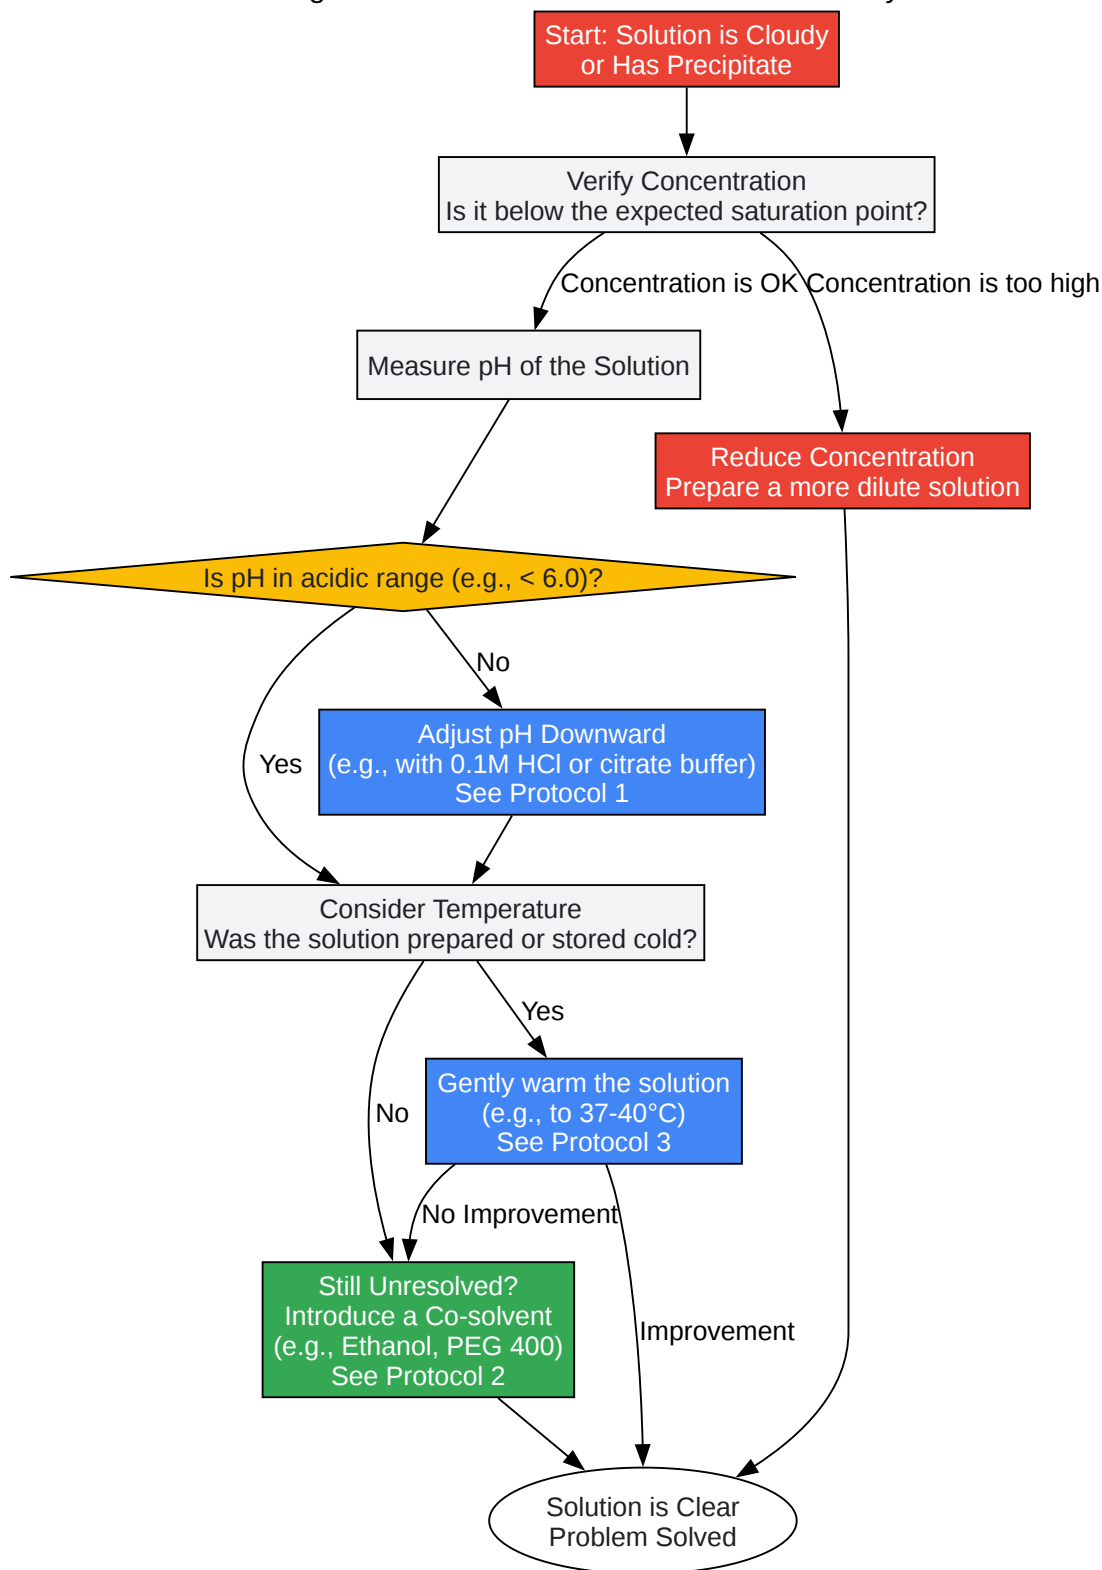 Start: Solution is Cloudy
or Has Precipitate
Verify Concentration
Is it below the expected saturation point?
Concentration is OK
Concentration is too high
Measure pH of the Solution
Reduce Concentration
Prepare a more dilute solution
Is pH in acidic range (e.g., < 6.0)?
No
Yes
Adjust pH Downward
(e.g., with 0.1M HCl or citrate buffer)
See Protocol 1
Consider Temperature
Was the solution prepared or stored cold?
Yes
No
Gently warm the solution
(e.g., to 37-40°C)
See Protocol 3
No Improvement
Improvement
Still Unresolved?
Introduce a Co-solvent
(e.g., Ethanol, PEG 400)
See Protocol 2
Solution is Clear
Problem Solved